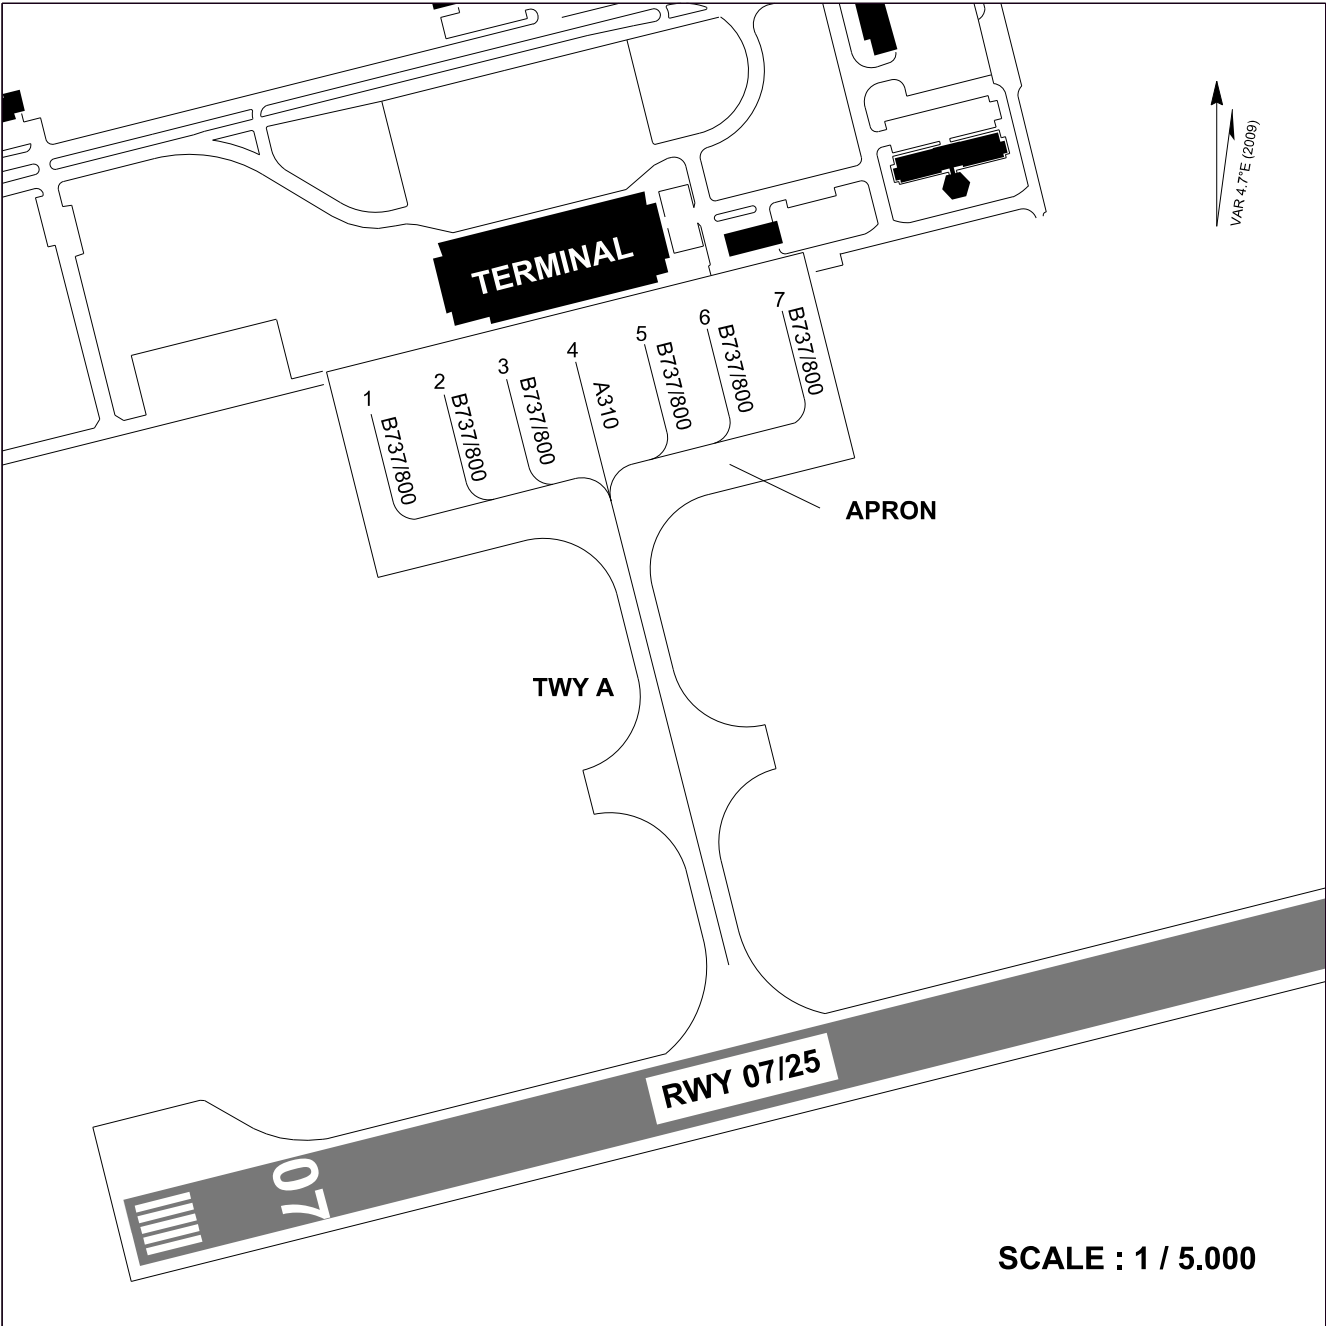 VAR 4.7°E (2009)
TERMINAL
1
B737/800
2
B737/800
3
B737/800
4
A310
5
B737/800
6
B737/800
7
B737/800
APRON
TWY A
RWY 07/25
07
SCALE : 1 / 5.000